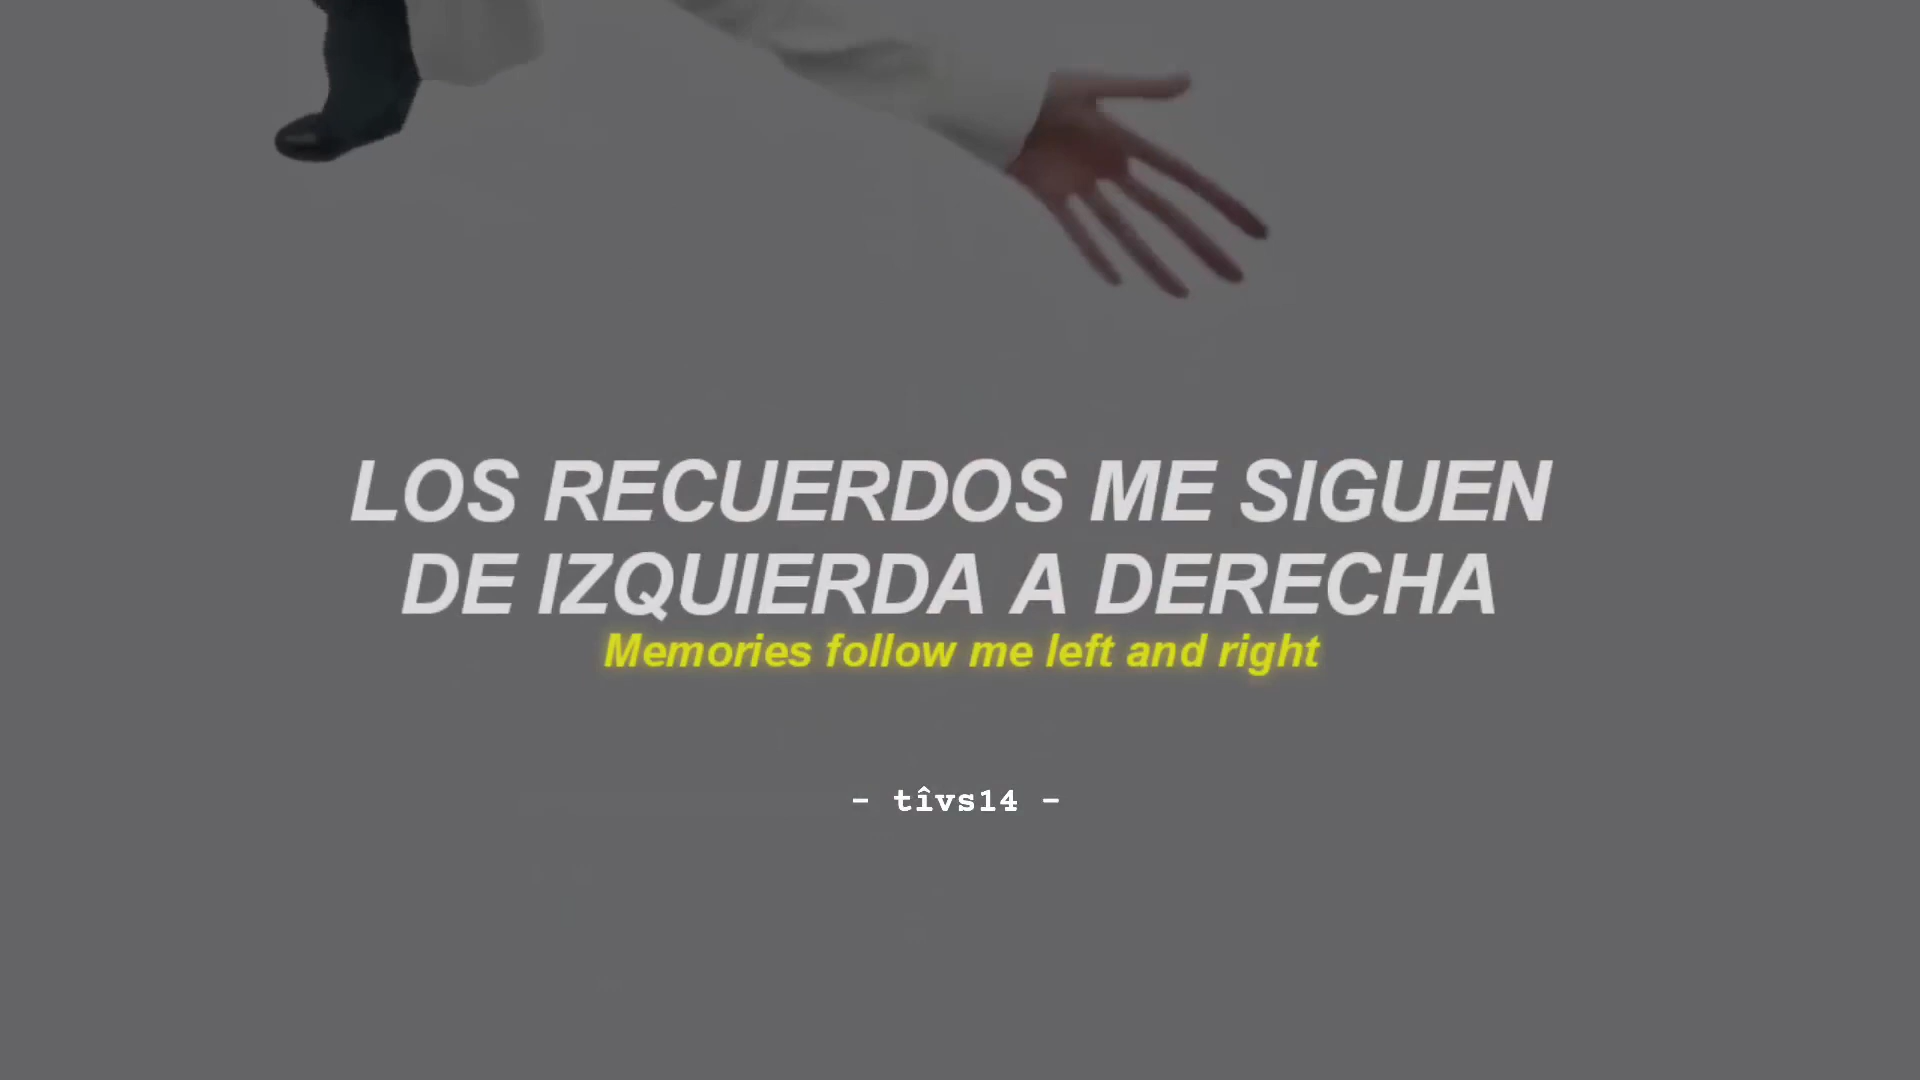 LOS RECUERDOS ME SIGUEN
DE IZQUIERDA A DERECHA
Memories follow me left and right
- tîvs14 -